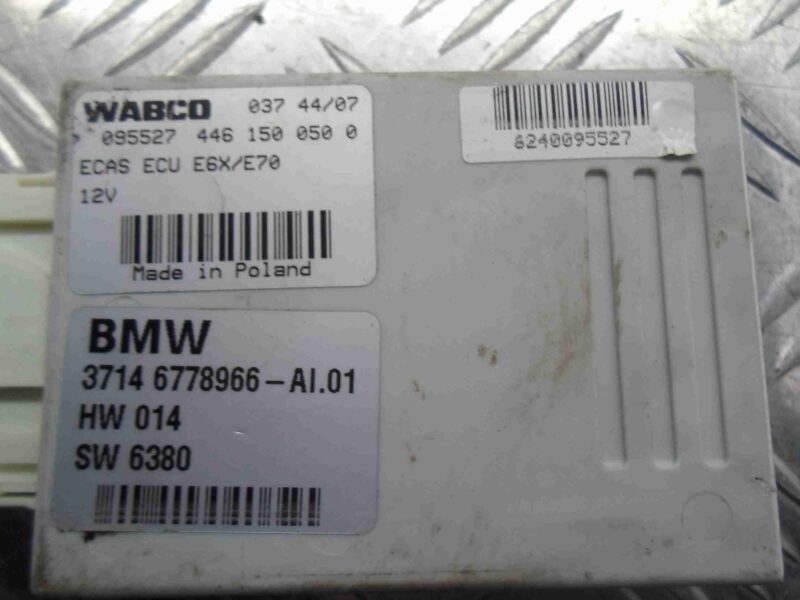 WABCO 037 44/07
095527 446 150 050 0
ECAS ECU E6X/E70
12V
Made in Poland
6240095527
BMW
3714 6778966-AI.01
HW 014
SW 6380